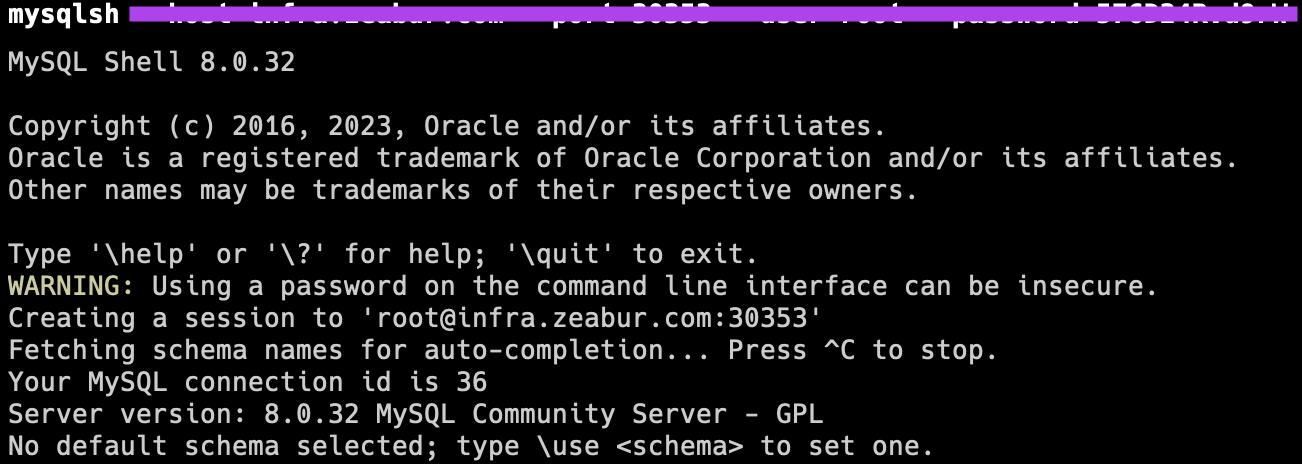 mysqlsh
MySQL Shell 8.0.32
Copyright (c) 2016, 2023, Oracle and/or its affiliates.
Oracle is a registered trademark of Oracle Corporation and/or its affiliates.
Other names may be trademarks of their respective owners.
Type '\help' or '\?' for help; '\quit' to exit.
WARNING: Using a password on the command line interface can be insecure.
Creating a session to 'root@infra.zeabur.com:30353'
Fetching schema names for auto-completion... Press ^C to stop.
Your MySQL connection id is 36
Server version: 8.0.32 MySQL Community Server - GPL
No default schema selected; type \use <schema> to set one.